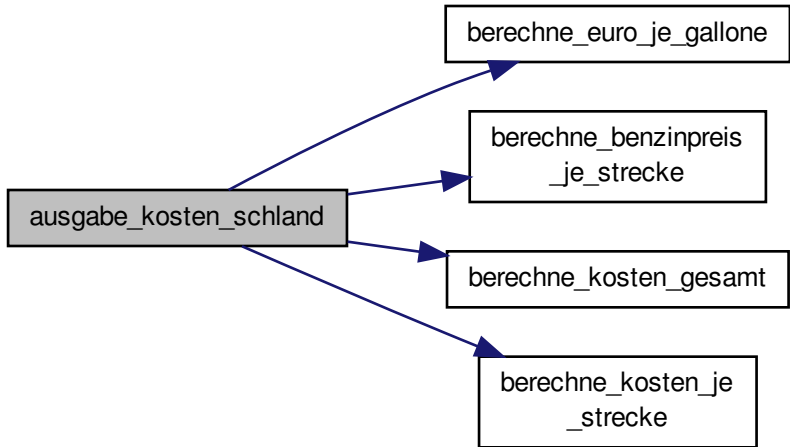 berechne_euro_je_gallone
berechne_benzinpreis
_je_strecke
ausgabe_kosten_schland
berechne_kosten_gesamt
berechne_kosten_je
_strecke